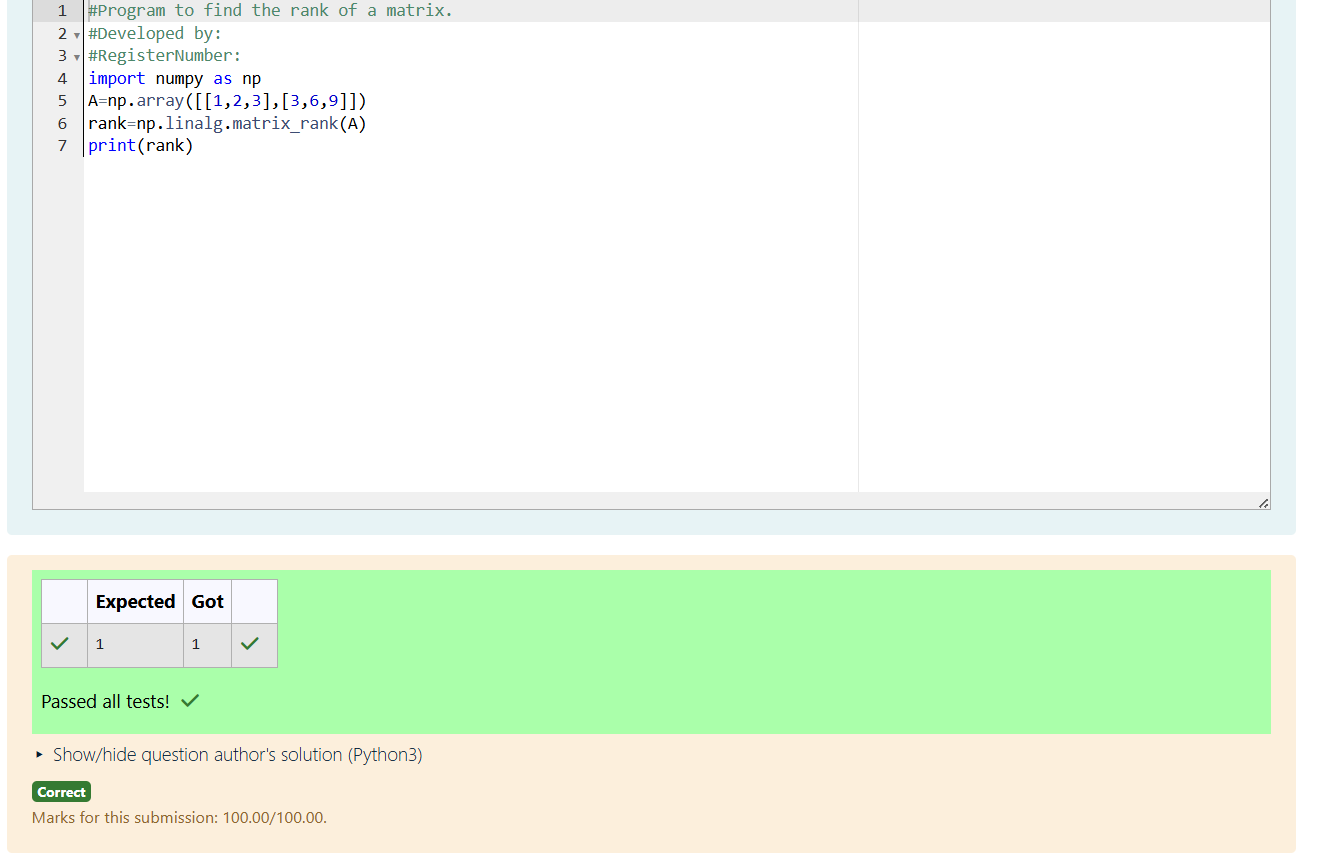 1 #Program to find the rank of a matrix.
2 #Developed by:
3 #RegisterNumber:
4 import numpy as np
5 A=np.array([[1,2,3],[3,6,9]])
6 rank=np.linalg.matrix_rank(A)
7 print(rank)
Expected Got
1 1
Passed all tests!
Show/hide question author's solution (Python3)
Correct
Marks for this submission: 100.00/100.00.